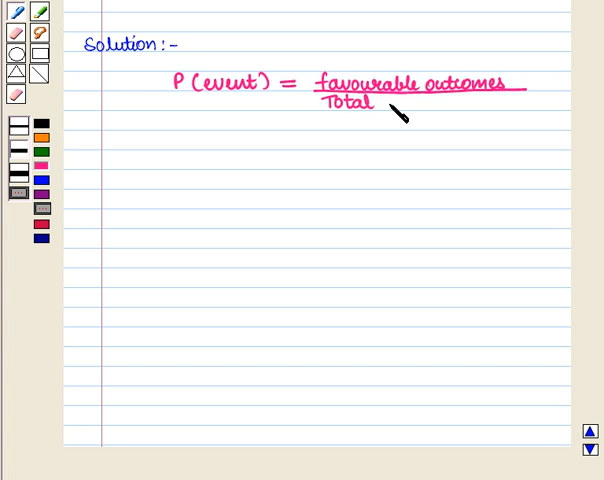 Solution :-
P (event) = favourable outcomes
Total